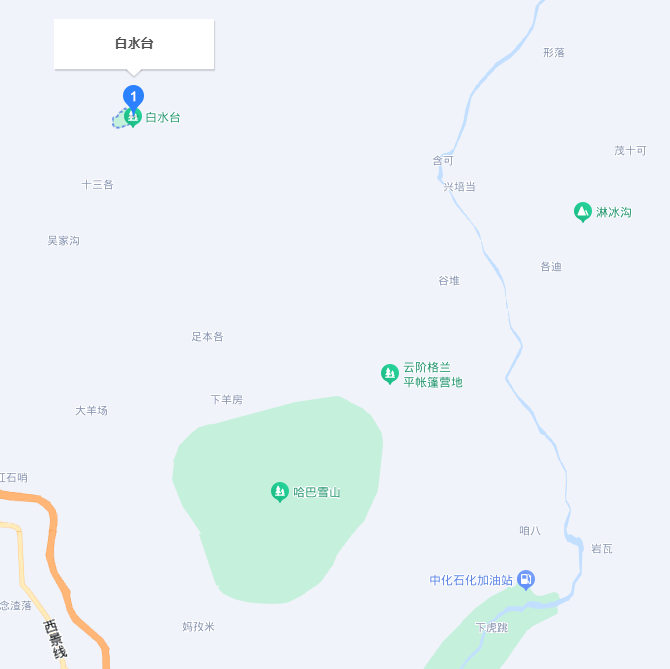 白水台
形落
1
白水台
茂十可
含可
十三各
兴培当
淋冰沟
吴家沟
各迪
谷堆
足本各
云阶格兰
平帐篷营地
下羊房
大羊场
红石哨
哈巴雪山
咱八
岩瓦
中化石化加油站
念渣落
西景线
妈孜米
下虎跳